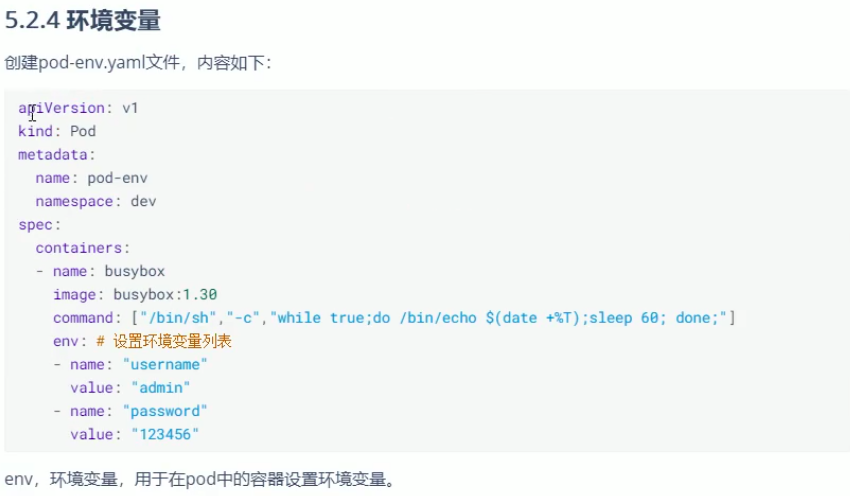 5.2.4 环境变量
创建pod-env.yaml文件，内容如下：
apiVersion: v1
kind: Pod
metadata:
  name: pod-env
  namespace: dev
spec:
  containers:
  - name: busybox
    image: busybox:1.30
    command: ["/bin/sh","-c","while true;do /bin/echo $(date +%T);sleep 60; done;"]
    env: # 设置环境变量列表
    - name: "username"
      value: "admin"
    - name: "password"
      value: "123456"
env，环境变量，用于在pod中的容器设置环境变量。